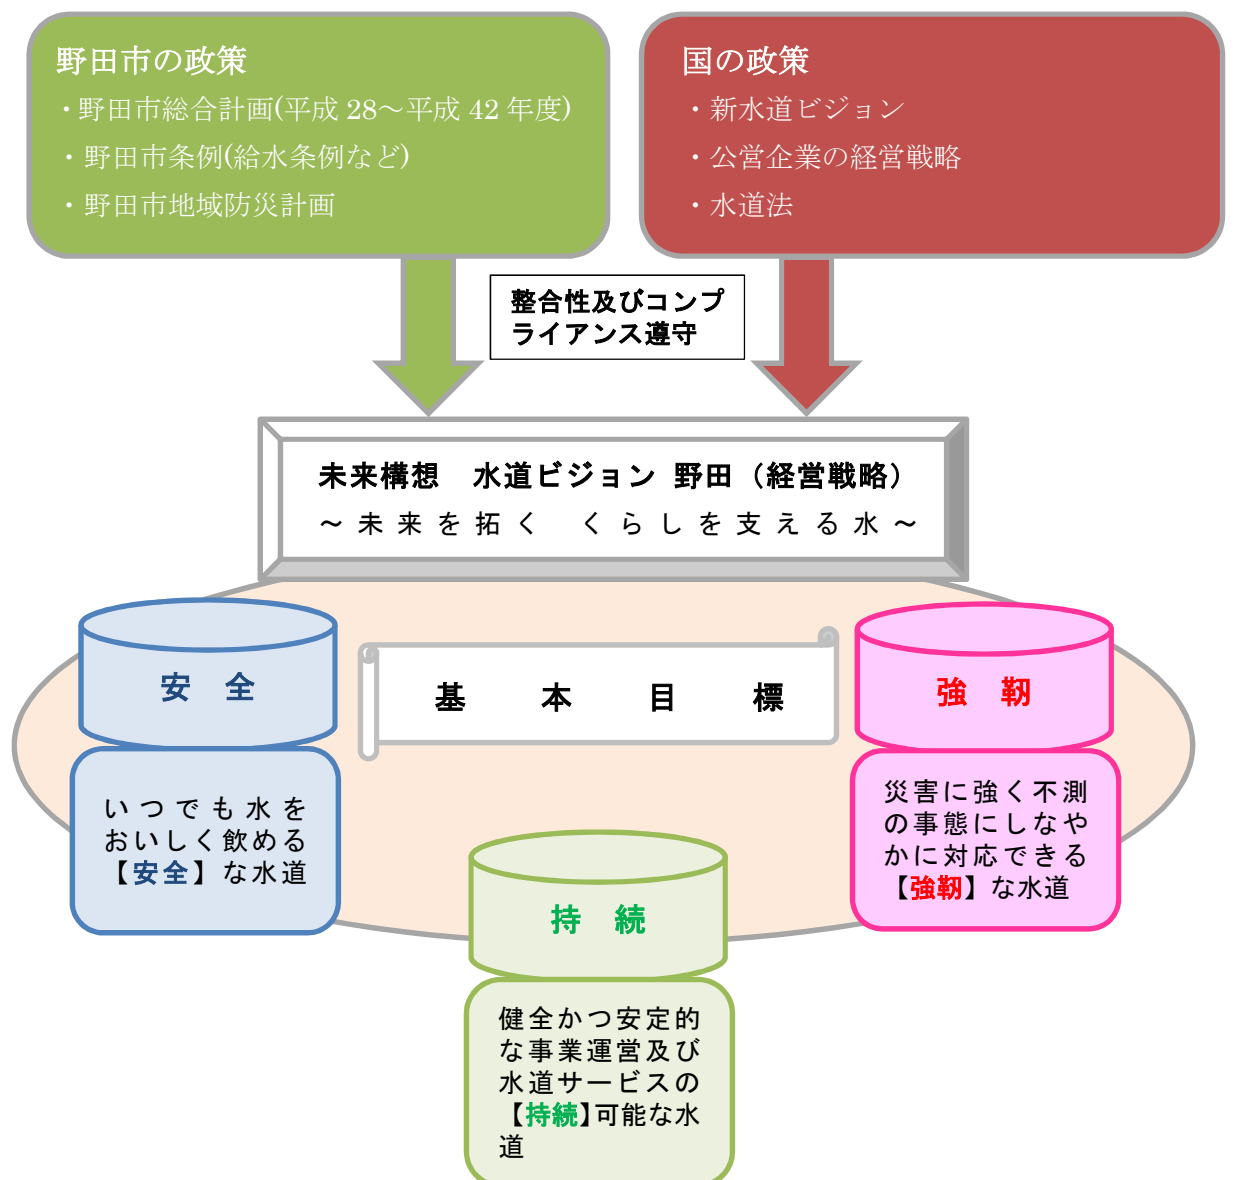 野田市の政策
・野田市総合計画(平成 28～平成 42 年度)
・野田市条例(給水条例など)
・野田市地域防災計画
国の政策
・新水道ビジョン
・公営企業の経営戦略
・水道法
整合性及びコンプ
ライアンス遵守
未来構想　水道ビジョン 野田（経営戦略）
～未来を拓く　くらしを支える水～
基本目標
安　全
いつでも水を
おいしく飲める
【安全】な水道
強　靭
災害に強く不測
の事態にしなや
かに対応できる
【強靭】な水道
持　続
健全かつ安定的
な事業運営及び
水道サービスの
【持続】可能な水
道